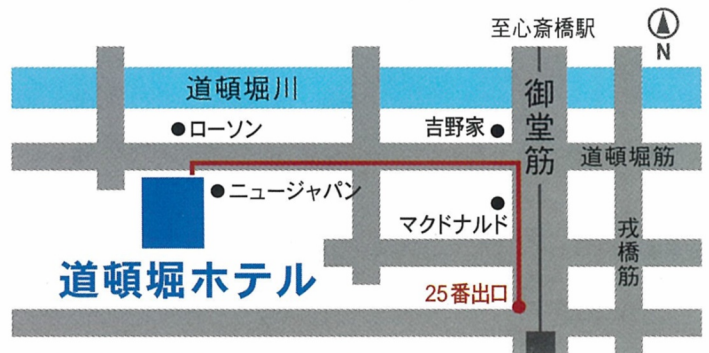 至心斎橋駅
N
道頓堀川
御堂筋
ローソン
吉野家
道頓堀筋
ニュージャパン
マクドナルド
戎橋筋
道頓堀ホテル
25番出口